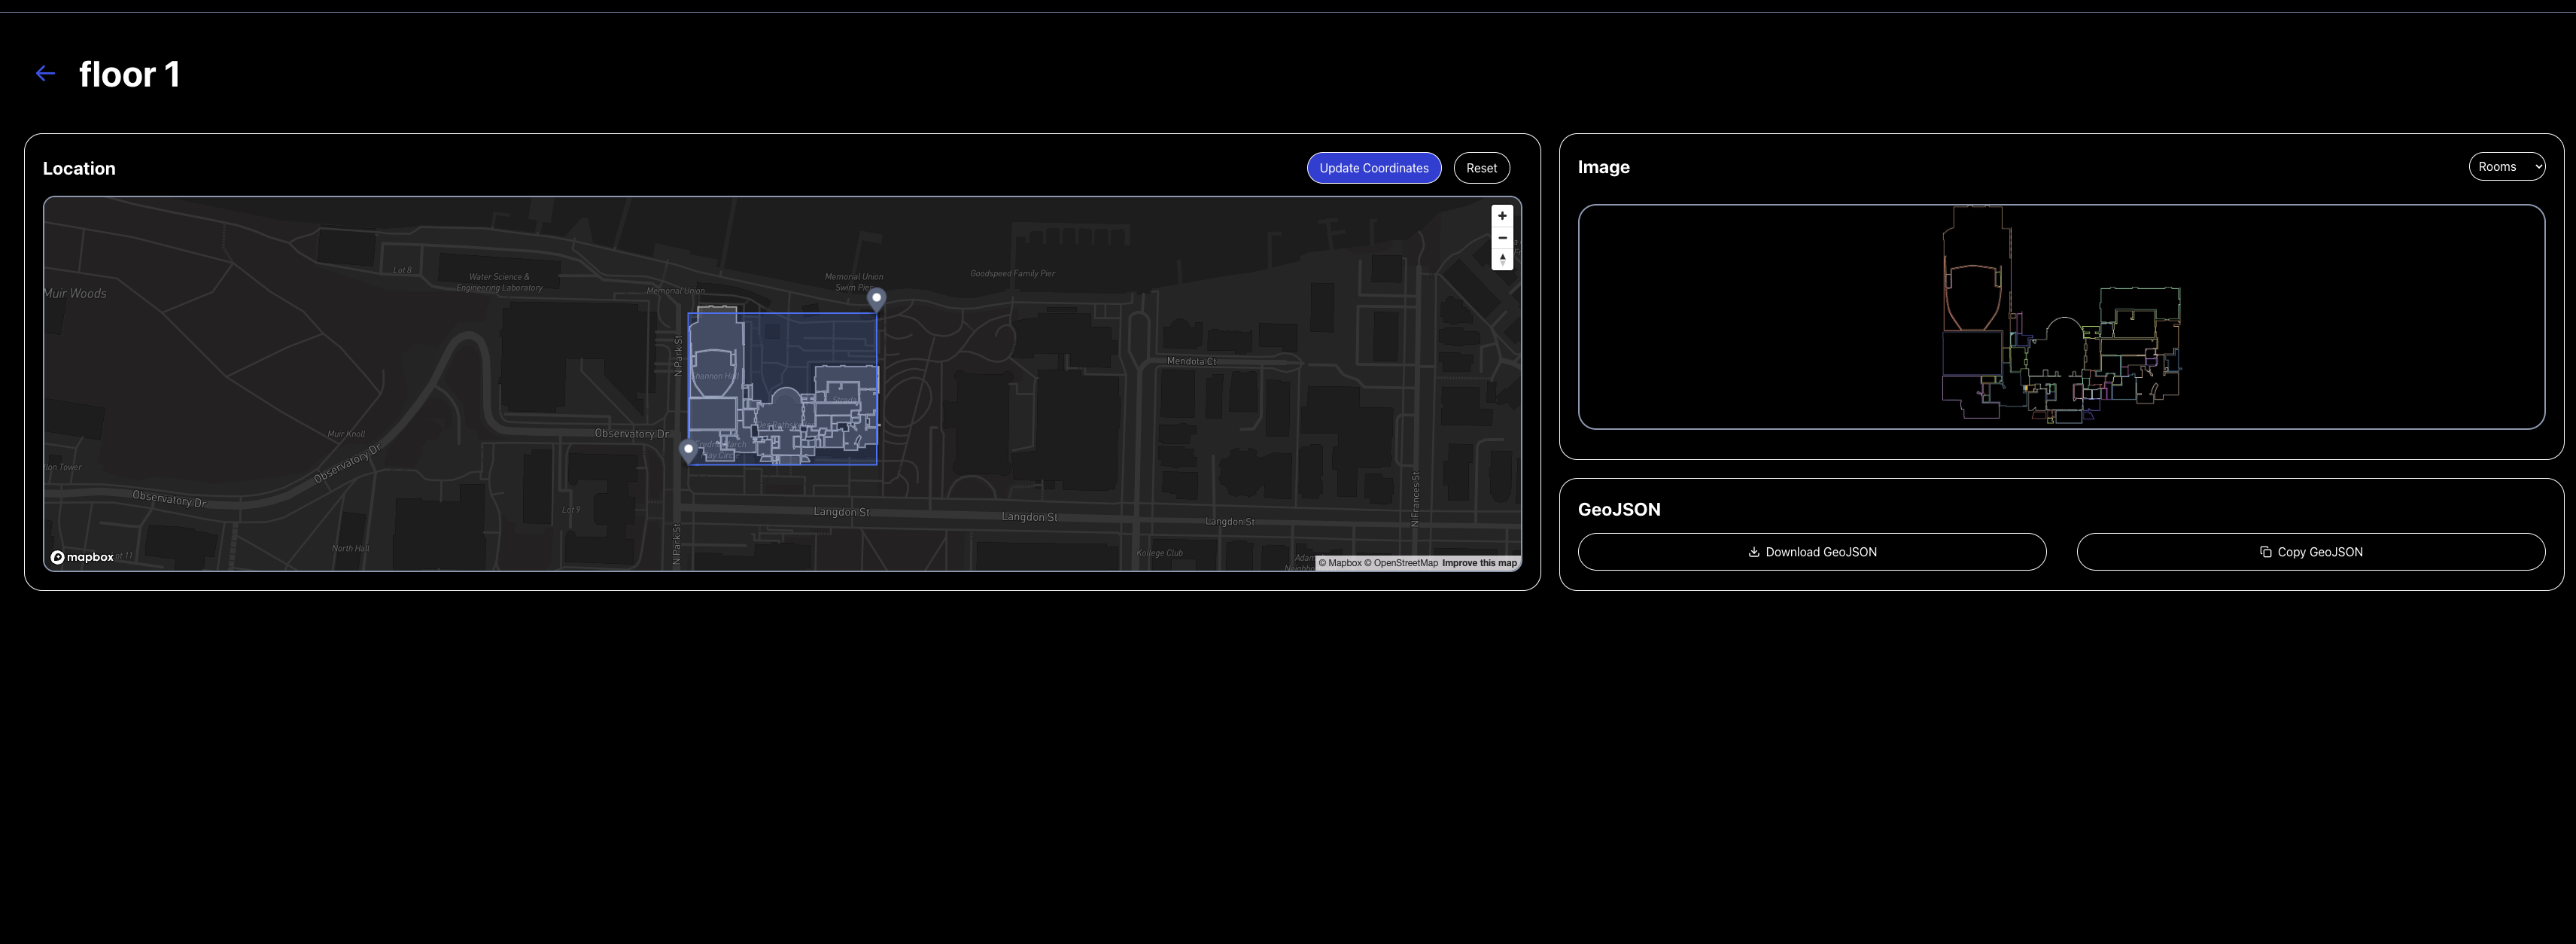 floor 1
Location
Update Coordinates
Reset
Image
Rooms
Lot 8
Water Science &
Engineering Laboratory
Memorial Union
Memorial Union
Swim Pier
Goodspeed Family Pier
Muir Woods
N Park St
Mendota Ct
Muir Knoll
Observatory Dr
Observatory Dr
Observatory Dr
Lot 9
Langdon St
Langdon St
Langdon St
N Frances St
N Park St
North Hall
Kollege Club
mapbox
© Mapbox © OpenStreetMap Improve this map
GeoJSON
Download GeoJSON
Copy GeoJSON